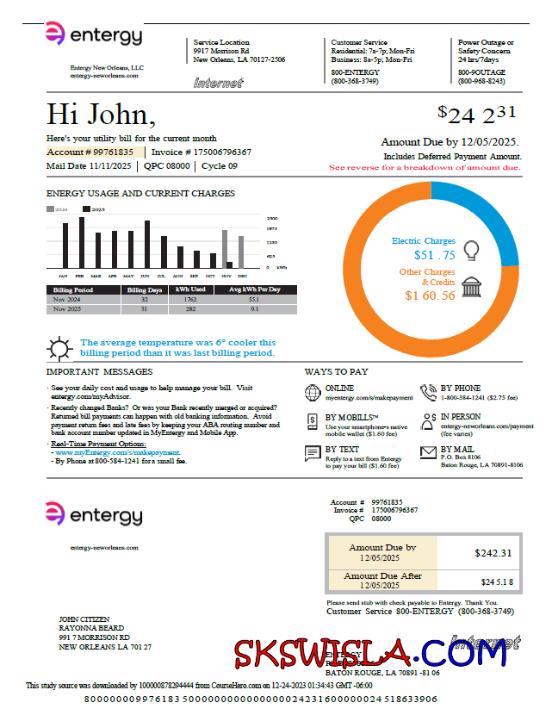 entergy
Entergy New Orleans, LLC
entergy-neworleans.com
Service Location
9917 Morrison Rd
New Orleans, LA 70127-2506
Internet
Customer Service
Residential: 7a-7p; Mon-Fri
Business: 8a-5p; Mon-Fri
800-ENTERGY
(800-368-3749)
Power Outage or
Safety Concern
24 hrs/7days
800-9OUTAGE
(800-968-8243)
Hi John,
Here's your utility bill for the current month
Account # 99761835 | Invoice # 175006796367
Mail Date 11/11/2025 | QPC 08000 | Cycle 09
$24 2 31
Amount Due by 12/05/2025.
Includes Deferred Payment Amount.
See reverse for a breakdown of amount due.
ENERGY USAGE AND CURRENT CHARGES
2023
JAN FEB MAR APR MAY JUN JUL AUG SEP OCT NOV DEC
0 kWh
Billing Period Billing Days kWh Used Avg kWh Per Day
Nov 2024 32 1762 55.1
Nov 2025 31 282 9.1
Electric Charges
$51 . 75
Other Charges
& Credits
$1 60. 56
The average temperature was 6° cooler this
billing period than it was last billing period.
IMPORTANT MESSAGES
· See your daily cost and usage to help manage your bill. Visit
entergy.com/myAdvisor.
· Recently changed Banks? Or was your Bank recently merged or acquired?
Returned bill payments can happen with old banking information. Avoid
payment return fees and late fees by keeping your ABA routing number and
bank account number updated in MyEntergy and Mobile App.
· Real-Time Payment Options:
- www.myEntergy.com/s/makepayment.
- By Phone at 800-584-1241 for a small fee.
WAYS TO PAY
ONLINE
myentergy.com/s/makepayment
BY MOBILLS™
Use your smartphone's native
mobile wallet ($1.60 fee)
BY TEXT
Reply to a text from Entergy
to pay your bill ($1.60 fee)
BY PHONE
1-800-584-1241 ($2.75 fee)
IN PERSON
entergy-neworleans.com/payment
(fee varies)
BY MAIL
P.O. Box 8106
Baton Rouge, LA 70891-8106
entergy
entergy-neworleans.com
Account # 99761835
Invoice # 175006796367
QPC 08000
Amount Due by
12/05/2025
$242.31
Amount Due After
12/05/2025
$24 5.1 8
Please send stub with check payable to Entergy. Thank You.
Customer Service 800-ENTERGY (800-368-3749)
JOHN CITIZEN
RAYONNA BEARD
991 7 MORRISON RD
NEW ORLEANS LA 701 27
Internet
SKSWISLA.COM
BATON ROUGE, LA 70891 -81 06
This study source was downloaded by 100000878294444 from CourseHero.com on 12-24-2023 01:34:43 GMT -06:00